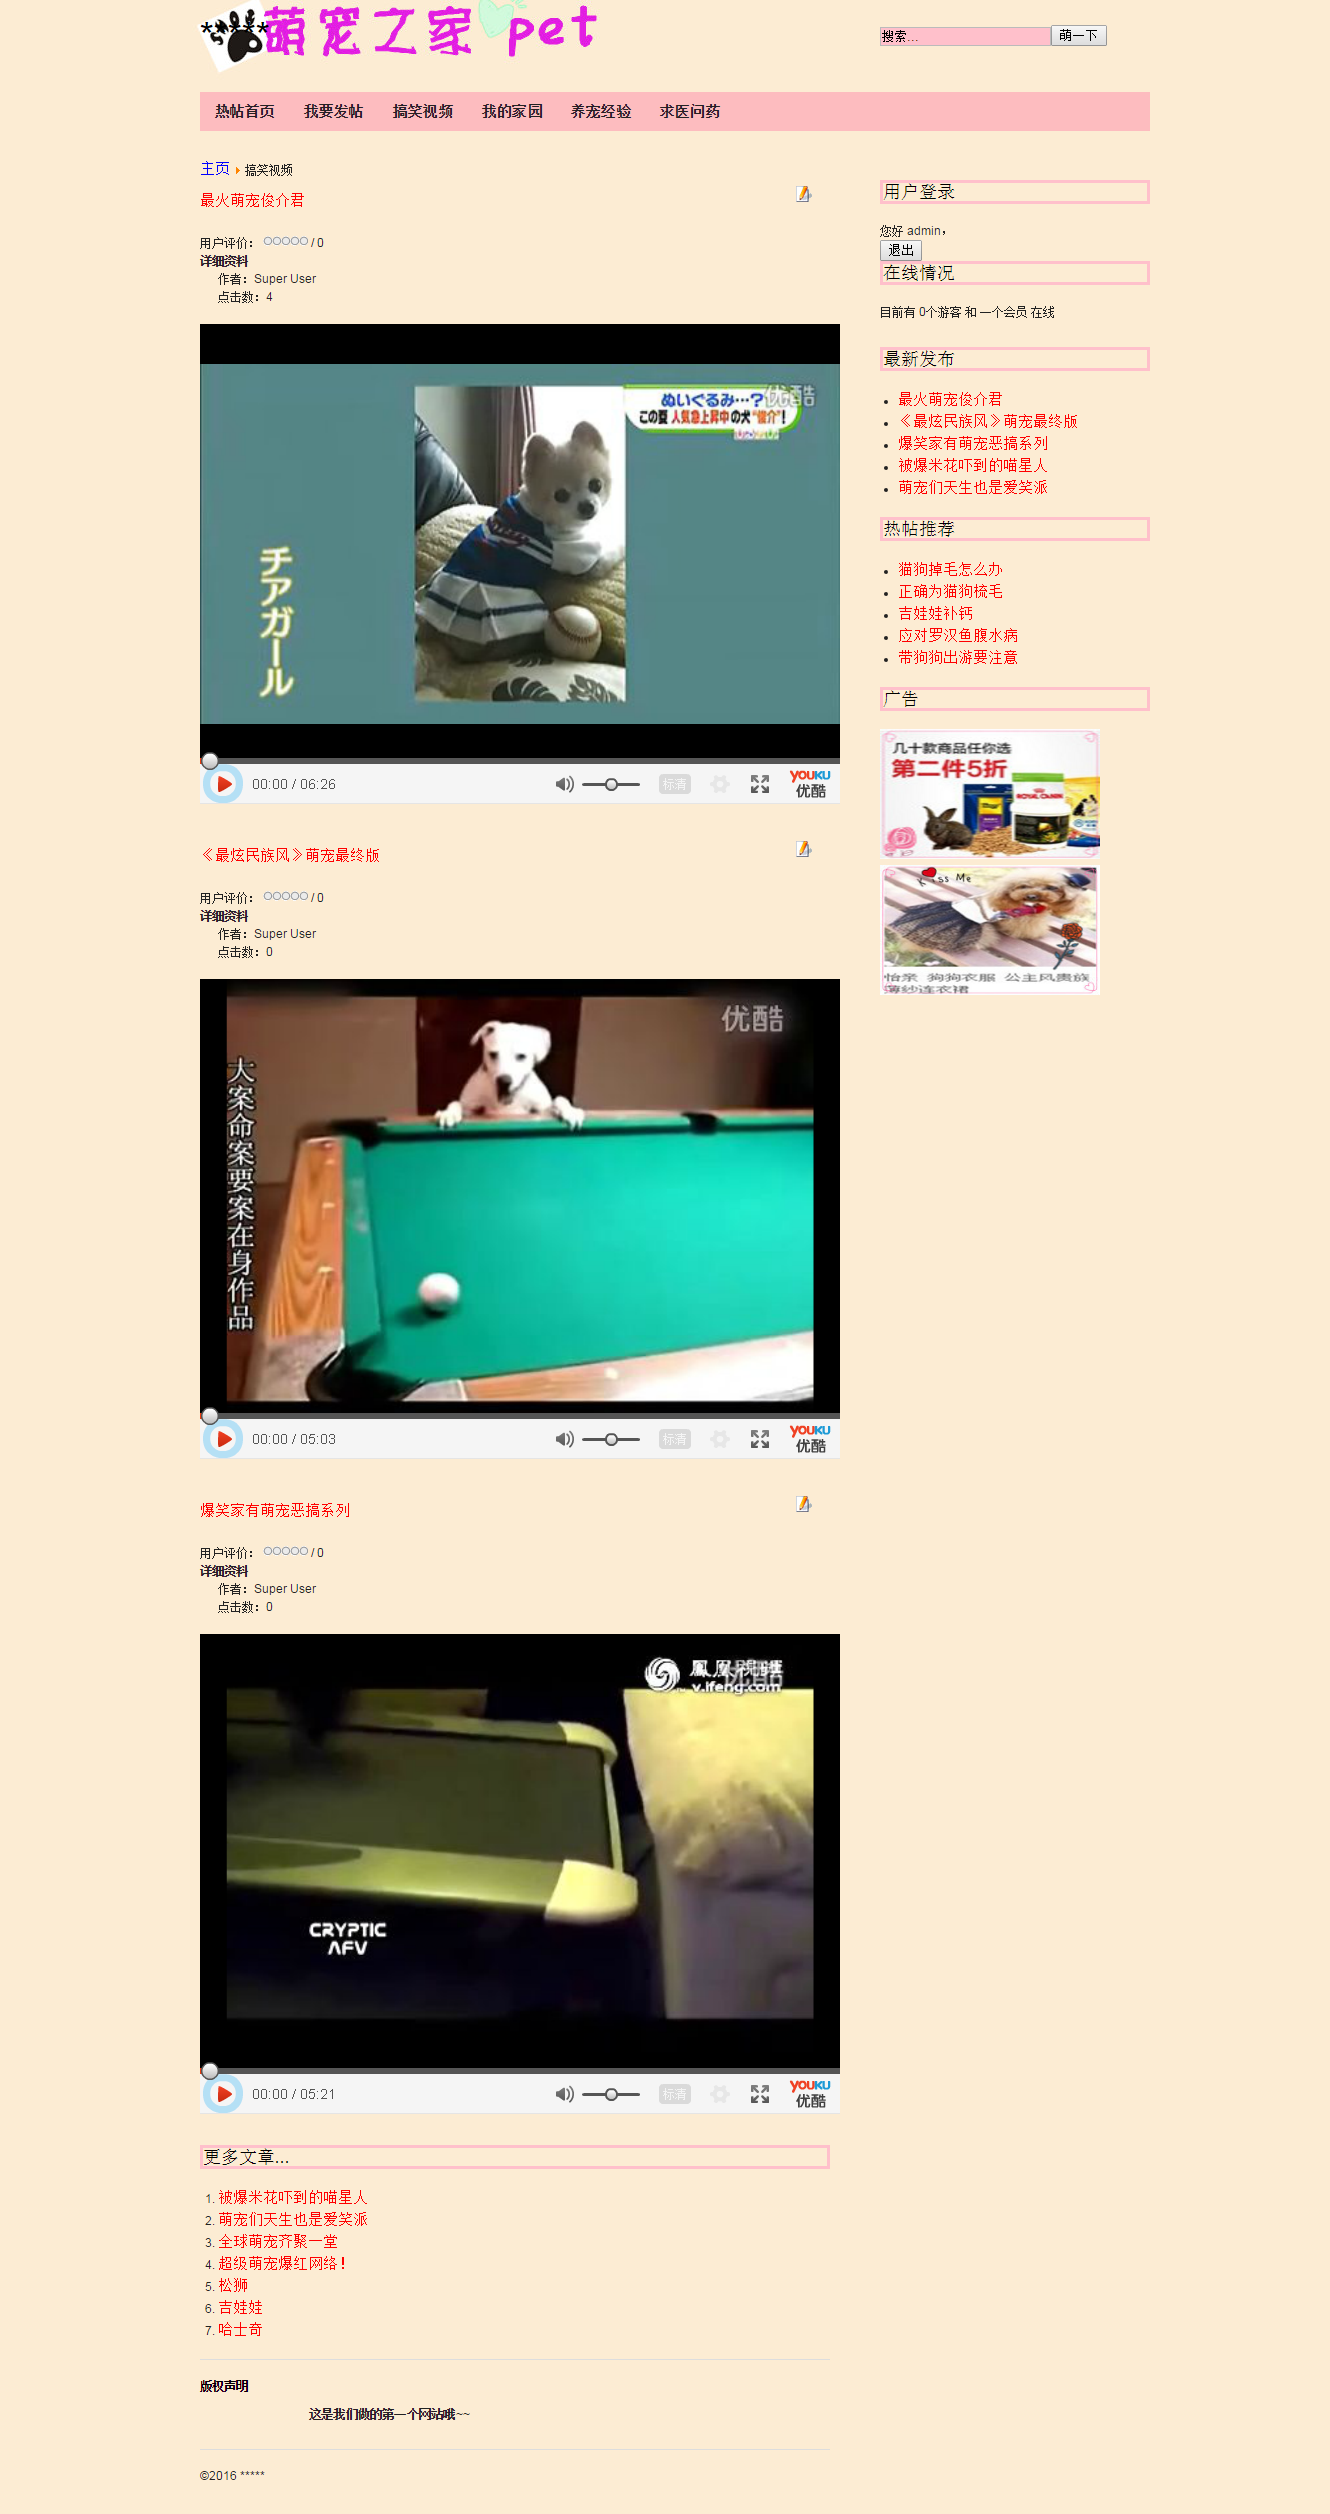 *****萌宠之家 pet
搜索...
萌一下
热帖首页 我要发帖 搞笑视频 我的家园 养宠经验 求医问药
主页 搞笑视频
最火萌宠俊介君
用户评价： / 0
详细资料
作者：Super User
点击数：4
ぬいぐるみ…?
この夏 人気急上昇中の犬"俊介"!
优酷
チアガール
00:00 / 06:26
标清
YOUKU
优酷
《最炫民族风》萌宠最终版
用户评价： / 0
详细资料
作者：Super User
点击数：0
优酷
大案命案要案在身作品
00:00 / 05:03
标清
YOUKU
优酷
爆笑家有萌宠恶搞系列
用户评价： / 0
详细资料
作者：Super User
点击数：0
v.ifeng.com
CRYPTIC
AFV
00:00 / 05:21
标清
YOUKU
优酷
更多文章...
1. 被爆米花吓到的喵星人
2. 萌宠们天生也是爱笑派
3. 全球萌宠齐聚一堂
4. 超级萌宠爆红网络！
5. 松狮
6. 吉娃娃
7. 哈士奇
版权声明
这是我们做的第一个网站哦~~
©2016 *****
用户登录
您好 admin，
退出
在线情况
目前有 0个游客 和 一个会员 在线
最新发布
最火萌宠俊介君
《最炫民族风》萌宠最终版
爆笑家有萌宠恶搞系列
被爆米花吓到的喵星人
萌宠们天生也是爱笑派
热帖推荐
猫狗掉毛怎么办
正确为猫狗梳毛
吉娃娃补钙
应对罗汉鱼腹水病
带狗狗出游要注意
广告
几十款商品任你选
第二件5折
ROYAL CANIN
Kiss Me
怡亲 狗狗衣服 公主风贵族
薄纱连衣裙